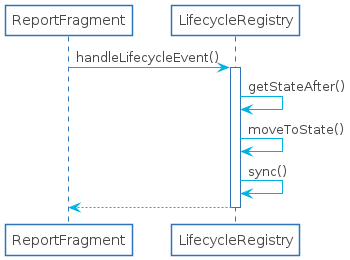 ReportFragment
LifecycleRegistry
handleLifecycleEvent()
getStateAfter()
moveToState()
sync()
ReportFragment
LifecycleRegistry